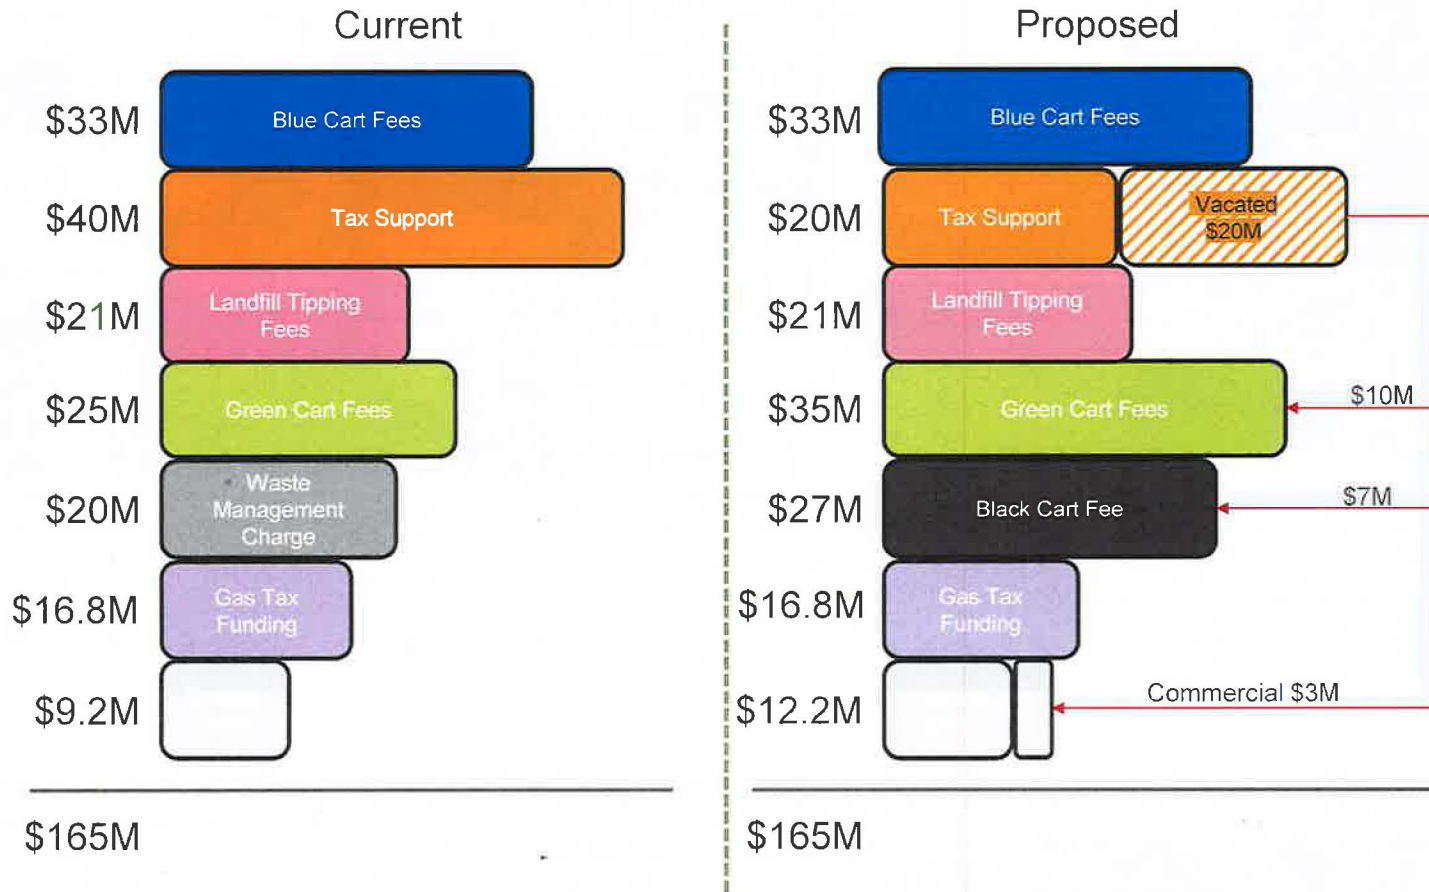 Current
$33M
Blue Cart Fees
$40M
Tax Support
$21M
Landfill Tipping
Fees
$25M
Green Cart Fees
$20M
Waste
Management
Charge
$16.8M
Gas Tax
Funding
$9.2M
$165M
Proposed
$33M
Blue Cart Fees
$20M
Tax Support
Vacated
$20M
$21M
Landfill Tipping
Fees
$35M
Green Cart Fees
$10M
$27M
Black Cart Fee
$7M
$16.8M
Gas Tax
Funding
$12.2M
Commercial $3M
$165M